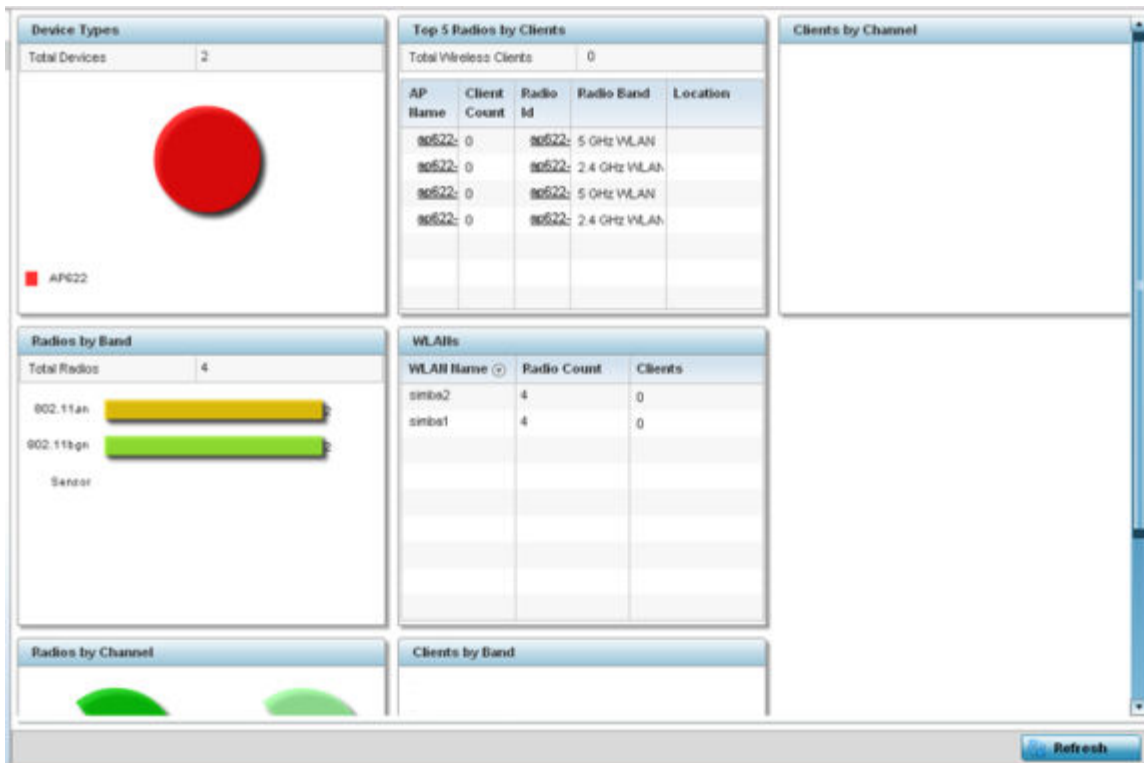 Device Types
Total Devices 2
AP622
Top 5 Radios by Clients
Total Wireless Clients 0
AP Name Client Count Radio Id Radio Band Location
ap622- 0 ap622- 5 GHz WLAN
ap622- 0 ap622- 2.4 GHz WLAN
ap622- 0 ap622- 5 GHz WLAN
ap622- 0 ap622- 2.4 GHz WLAN
Clients by Channel
Radios by Band
Total Radios 4
802.11an 2
802.11bgn 2
Sensor
WLANs
WLAN Name Radio Count Clients
simba2 4 0
simba1 4 0
Radios by Channel
Clients by Band
Refresh